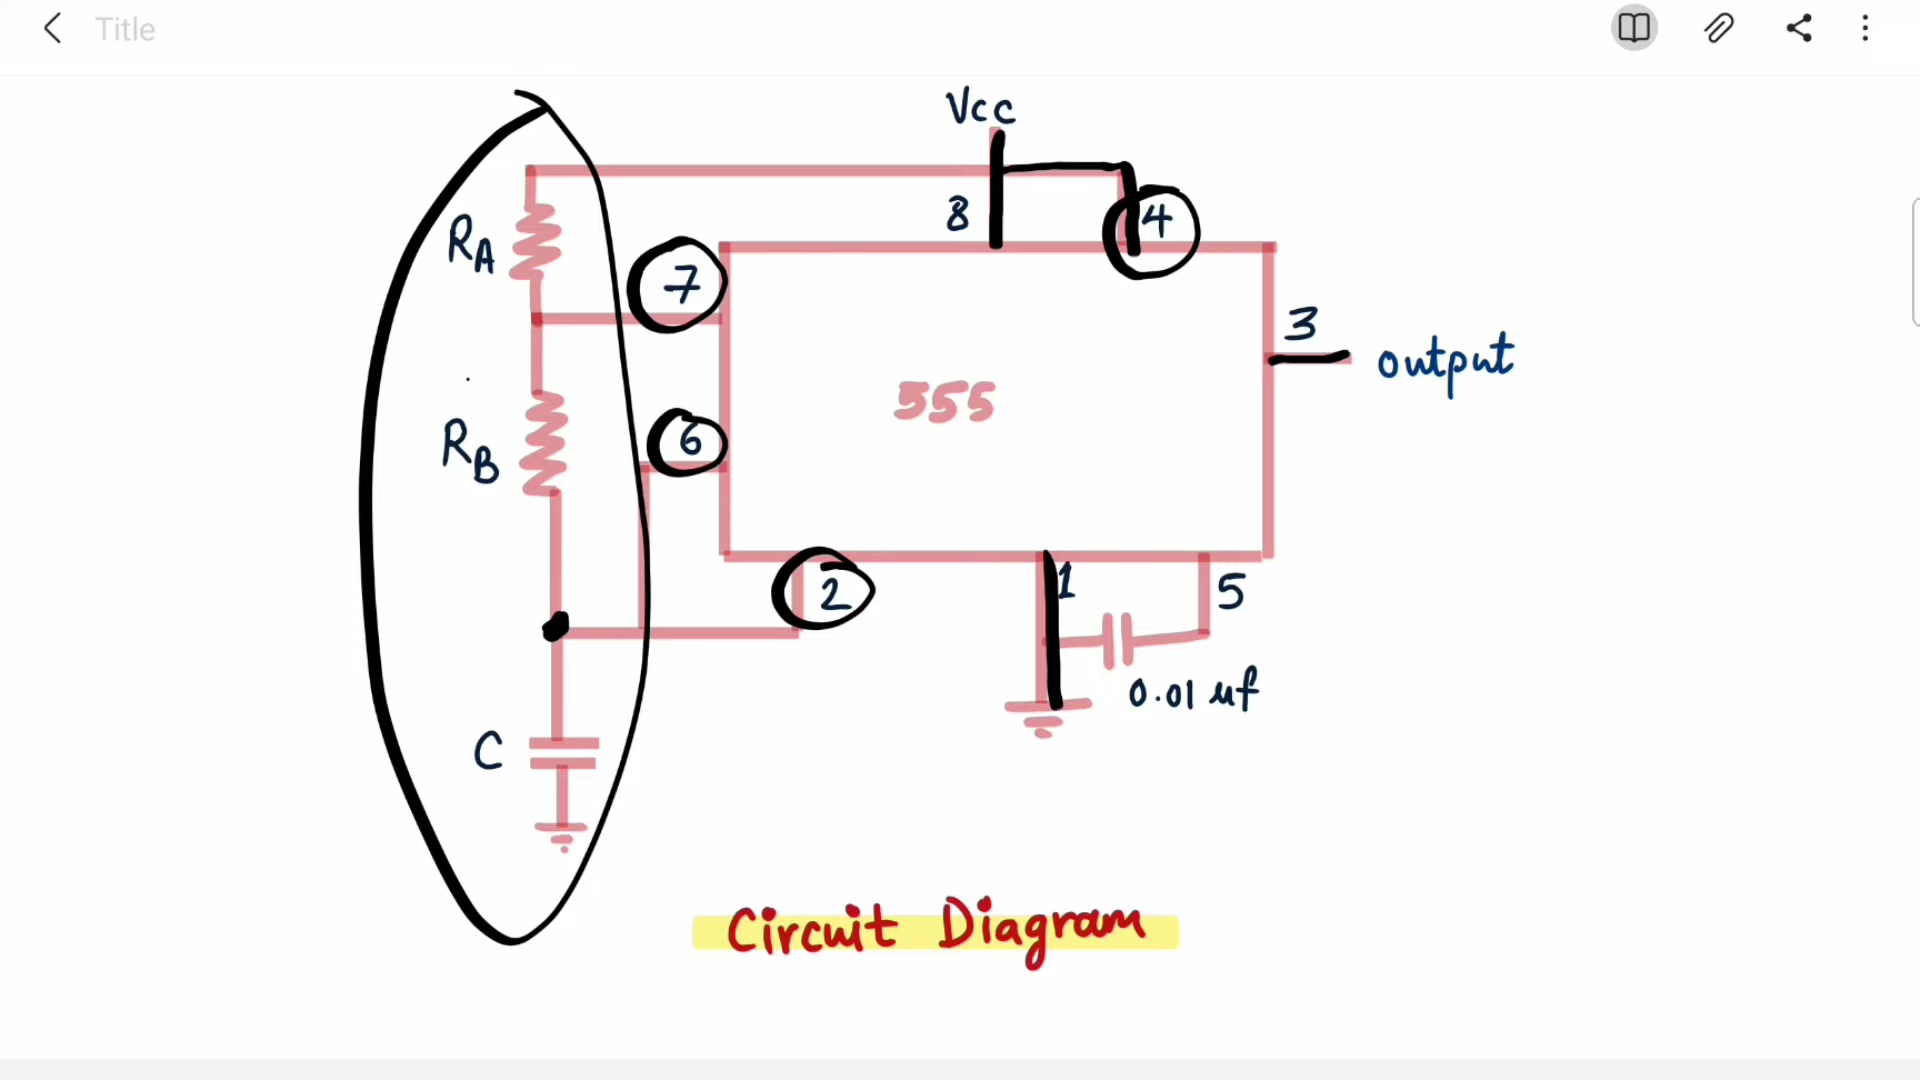 Title
Vcc
8
4
RA
7
3
output
555
6
RB
2
1
5
0.01 uf
C
Circuit Diagram